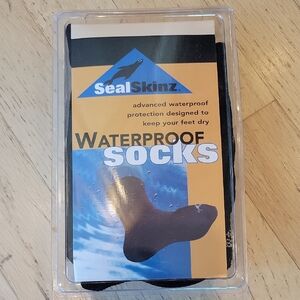 SealSkinz
advanced waterproof
protection designed to
keep your feet dry
WATERPROOF
SOCKS